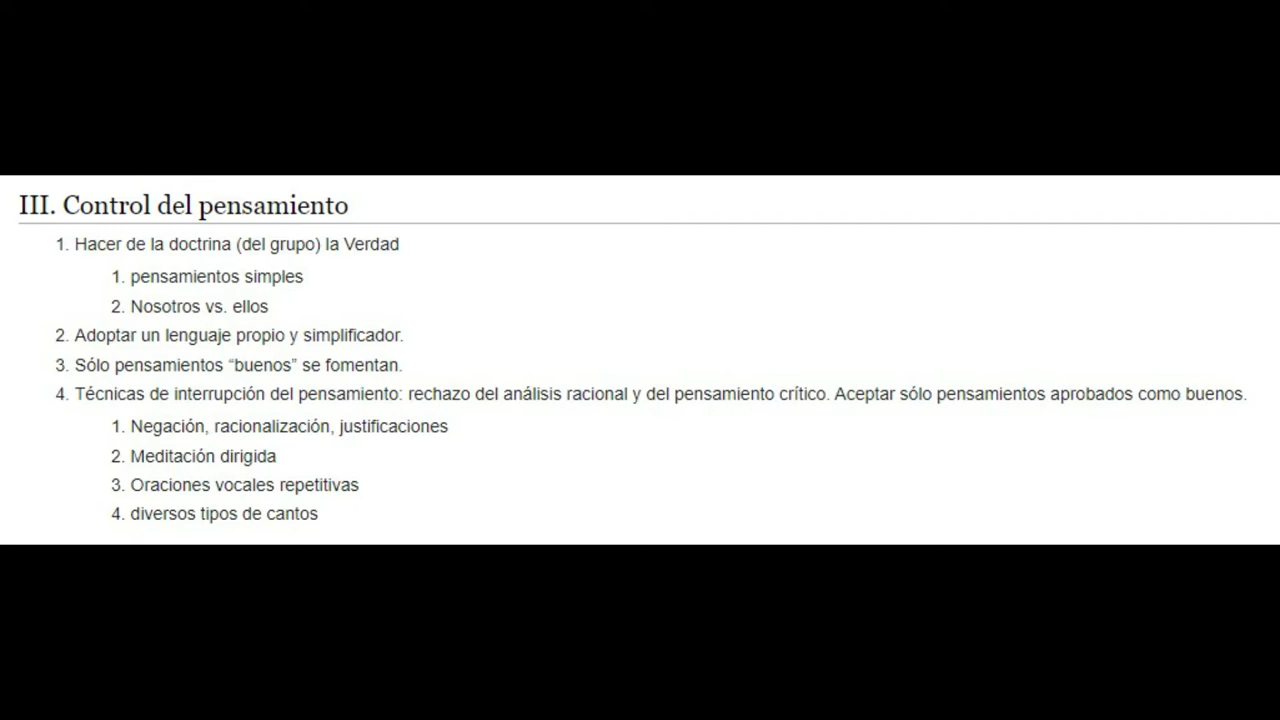 III. Control del pensamiento
1. Hacer de la doctrina (del grupo) la Verdad
1. pensamientos simples
2. Nosotros vs. ellos
2. Adoptar un lenguaje propio y simplificador.
3. Sólo pensamientos “buenos” se fomentan.
4. Técnicas de interrupción del pensamiento: rechazo del análisis racional y del pensamiento crítico. Aceptar sólo pensamientos aprobados como buenos.
1. Negación, racionalización, justificaciones
2. Meditación dirigida
3. Oraciones vocales repetitivas
4. diversos tipos de cantos